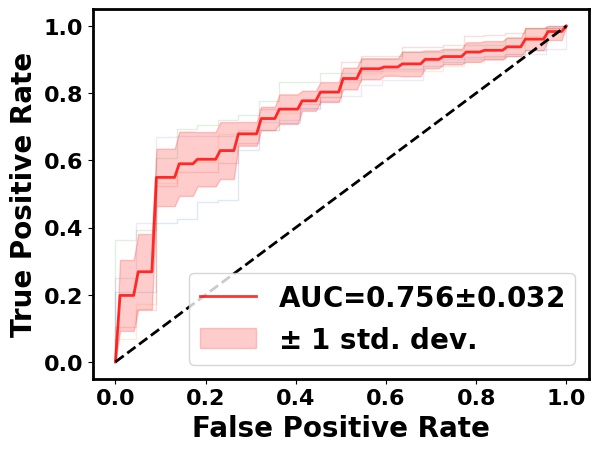 1.0
0.8
0.6
0.4
0.2
0.0
True Positive Rate
AUC=0.756±0.032
± 1 std. dev.
0.0 0.2 0.4 0.6 0.8 1.0
False Positive Rate